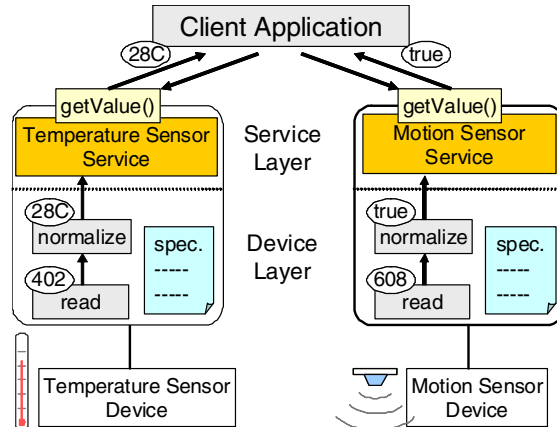 Client Application
28C
true
getValue()
getValue()
Temperature Sensor
Service
Service
Layer
Motion Sensor
Service
28C
normalize
spec.
-----
-----
402
read
Device
Layer
true
normalize
spec.
-----
-----
608
read
Temperature Sensor
Device
Motion Sensor
Device